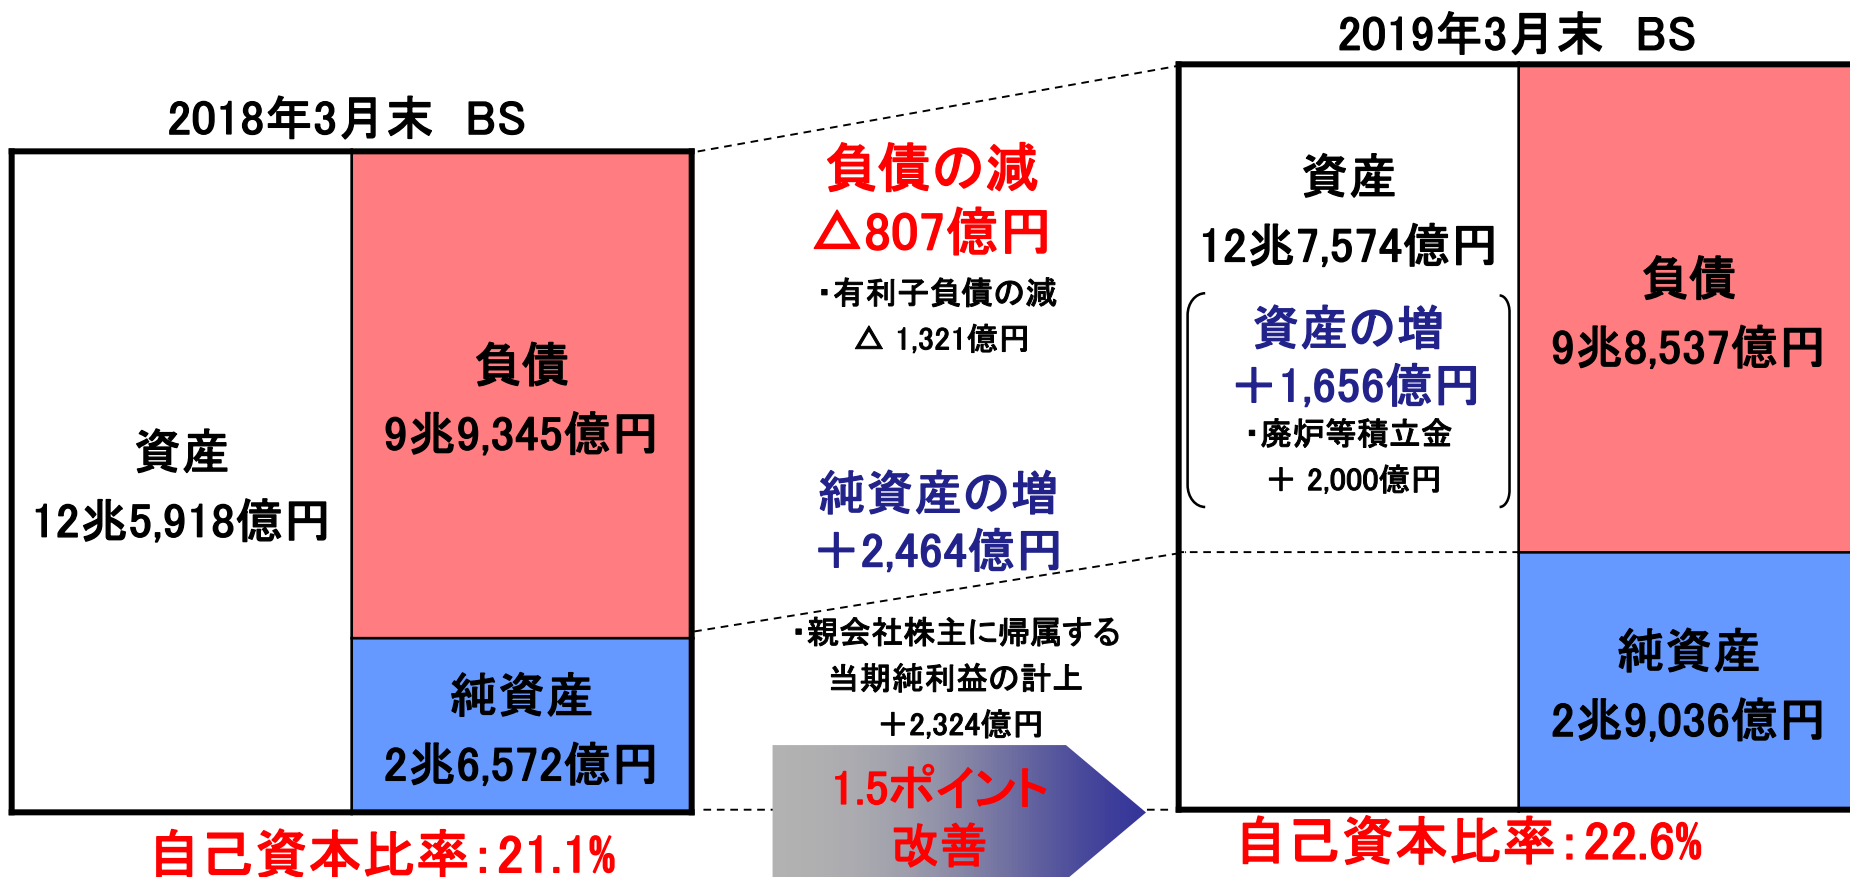 2018年3月末 BS
資産
12兆5,918億円
負債
9兆9,345億円
純資産
2兆6,572億円
自己資本比率：21.1%
負債の減
△807億円
・有利子負債の減
△ 1,321億円
純資産の増
＋2,464億円
・親会社株主に帰属する
当期純利益の計上
＋2,324億円
1.5ポイント
改善
2019年3月末 BS
資産
12兆7,574億円
資産の増
＋1,656億円
・廃炉等積立金
＋ 2,000億円
負債
9兆8,537億円
純資産
2兆9,036億円
自己資本比率：22.6%